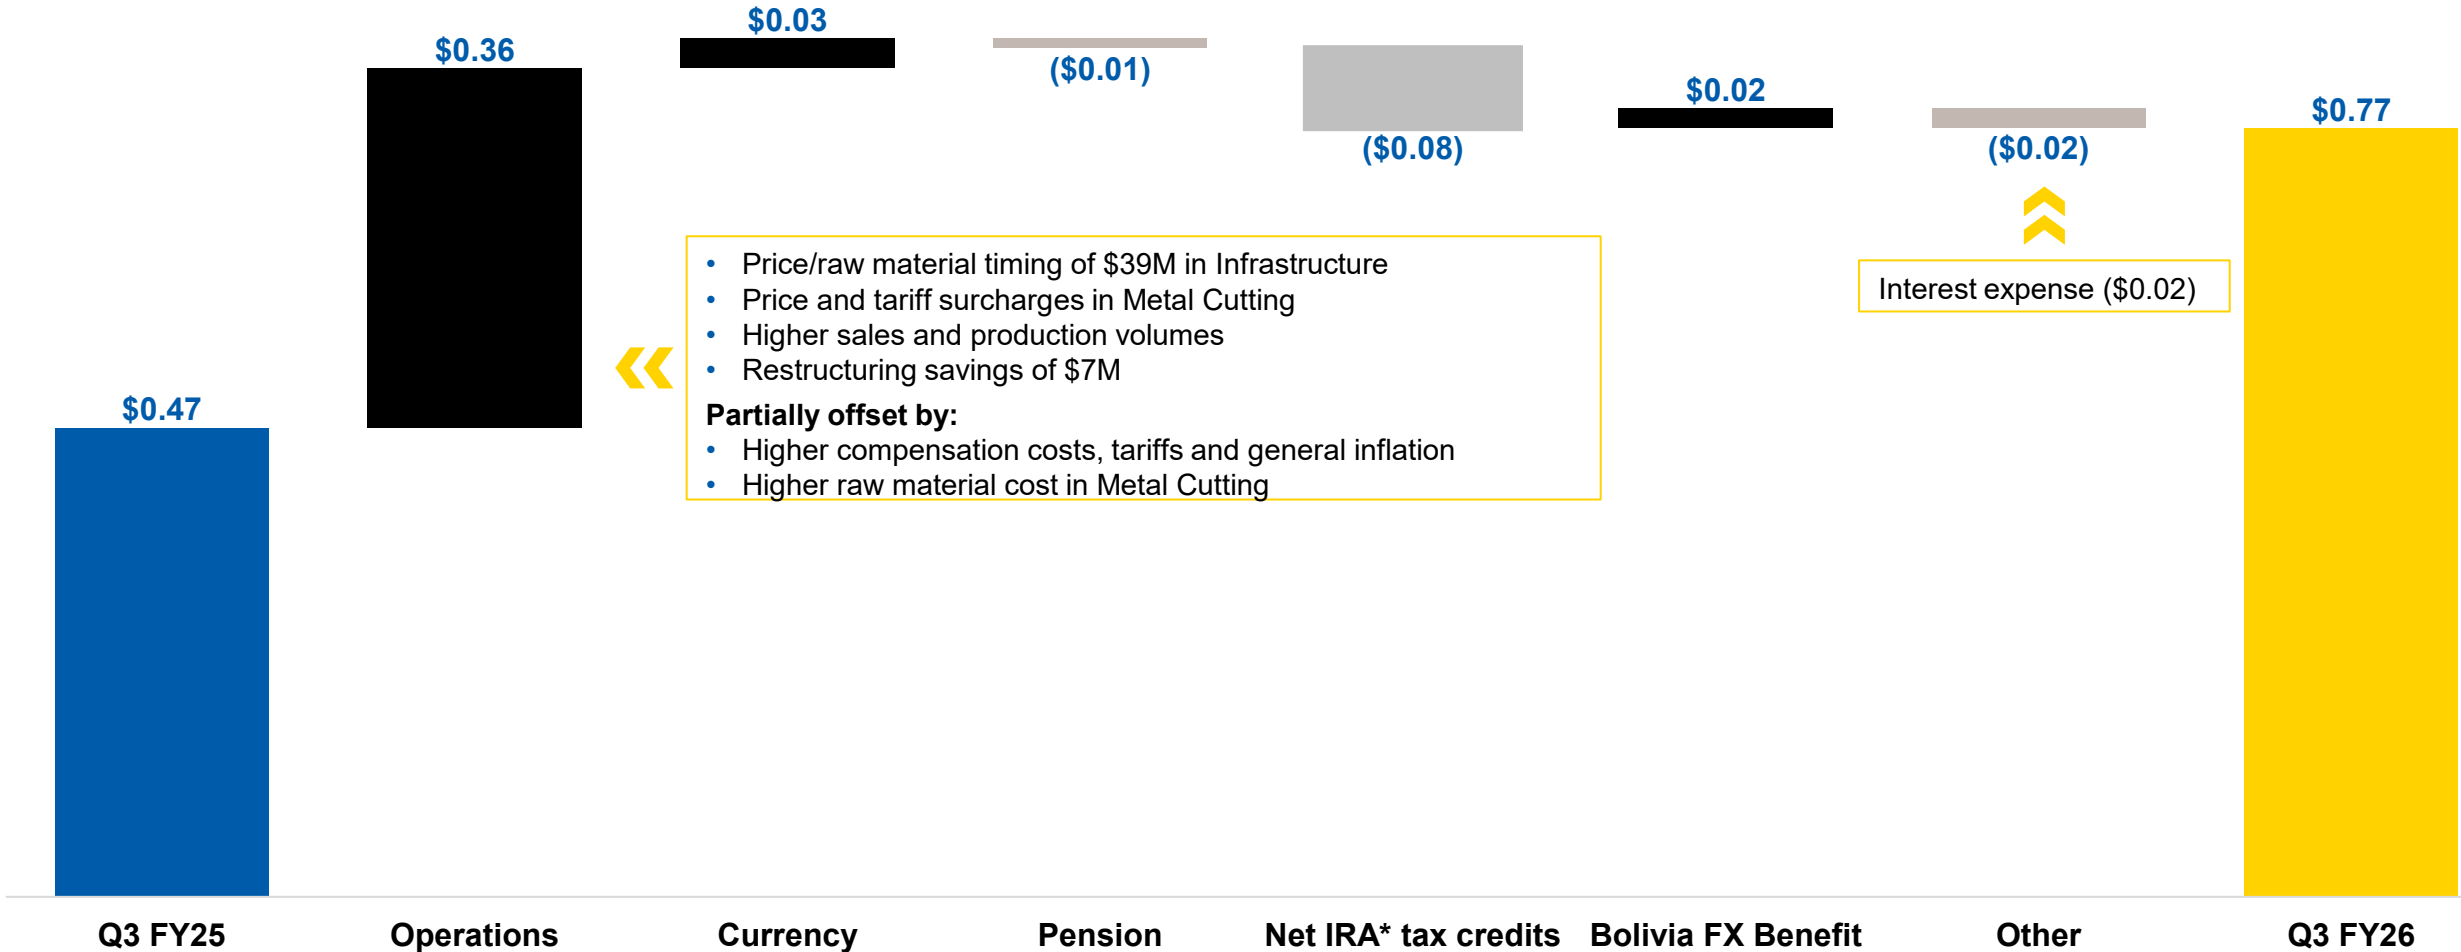 $0.03
$0.36
($0.01)
$0.02
$0.77
($0.08)
($0.02)
• Price/raw material timing of $39M in Infrastructure
• Price and tariff surcharges in Metal Cutting
• Higher sales and production volumes
• Restructuring savings of $7M
Partially offset by:
• Higher compensation costs, tariffs and general inflation
• Higher raw material cost in Metal Cutting
Interest expense ($0.02)
$0.47
Q3 FY25
Operations
Currency
Pension
Net IRA* tax credits
Bolivia FX Benefit
Other
Q3 FY26